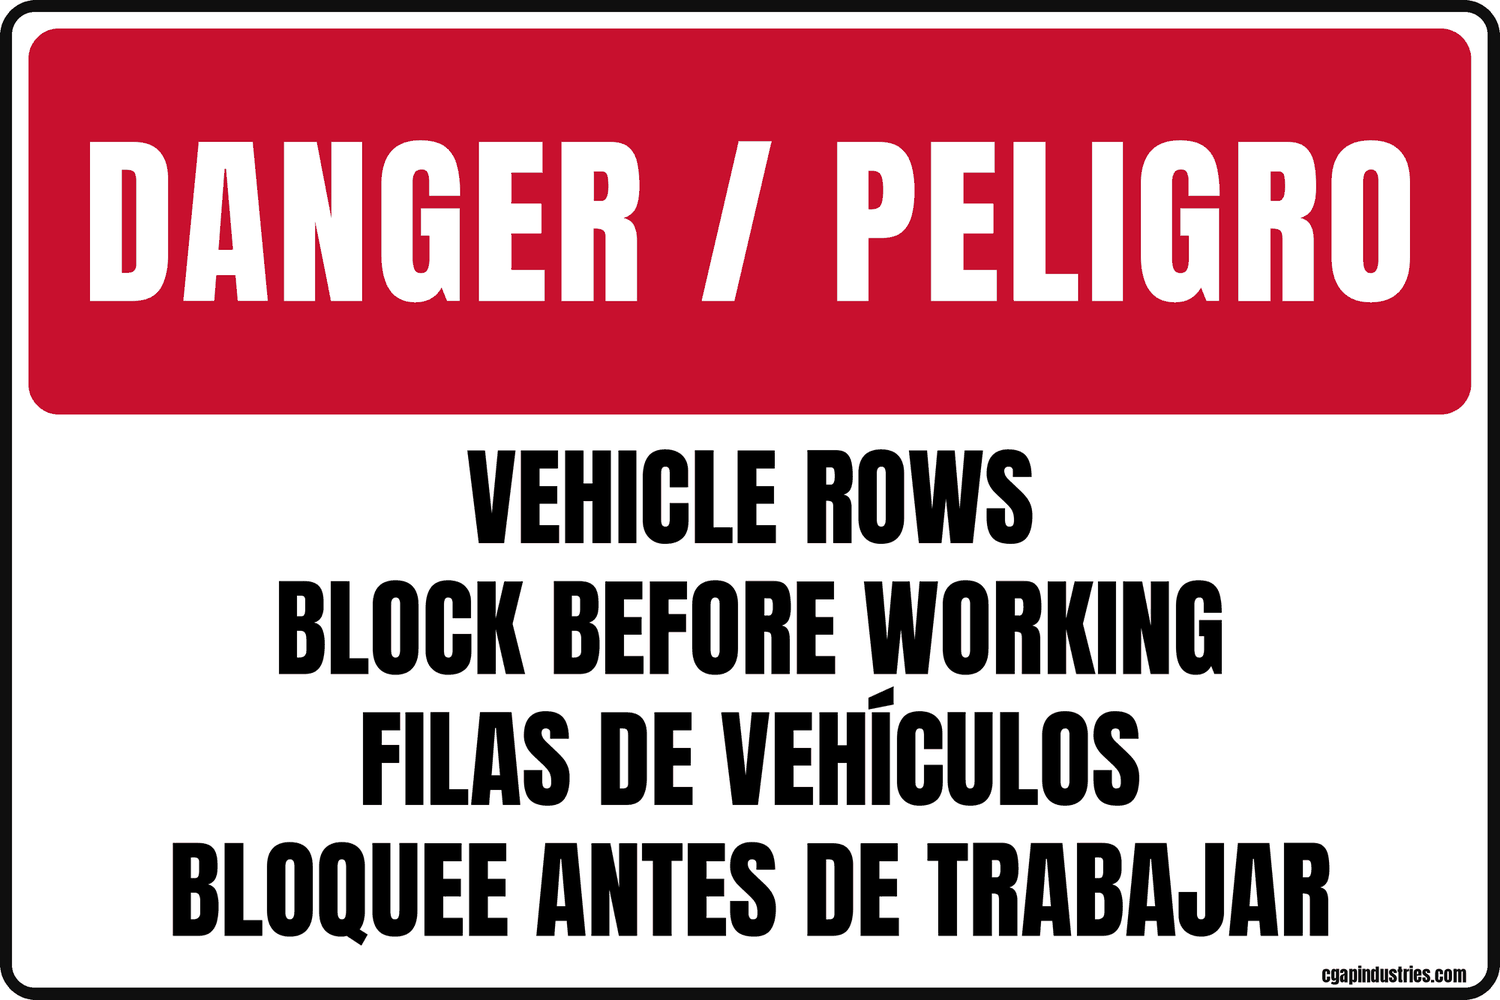 DANGER / PELIGRO
VEHICLE ROWS
BLOCK BEFORE WORKING
FILAS DE VEHÍCULOS
BLOQUEE ANTES DE TRABAJAR
cgapindustries.com